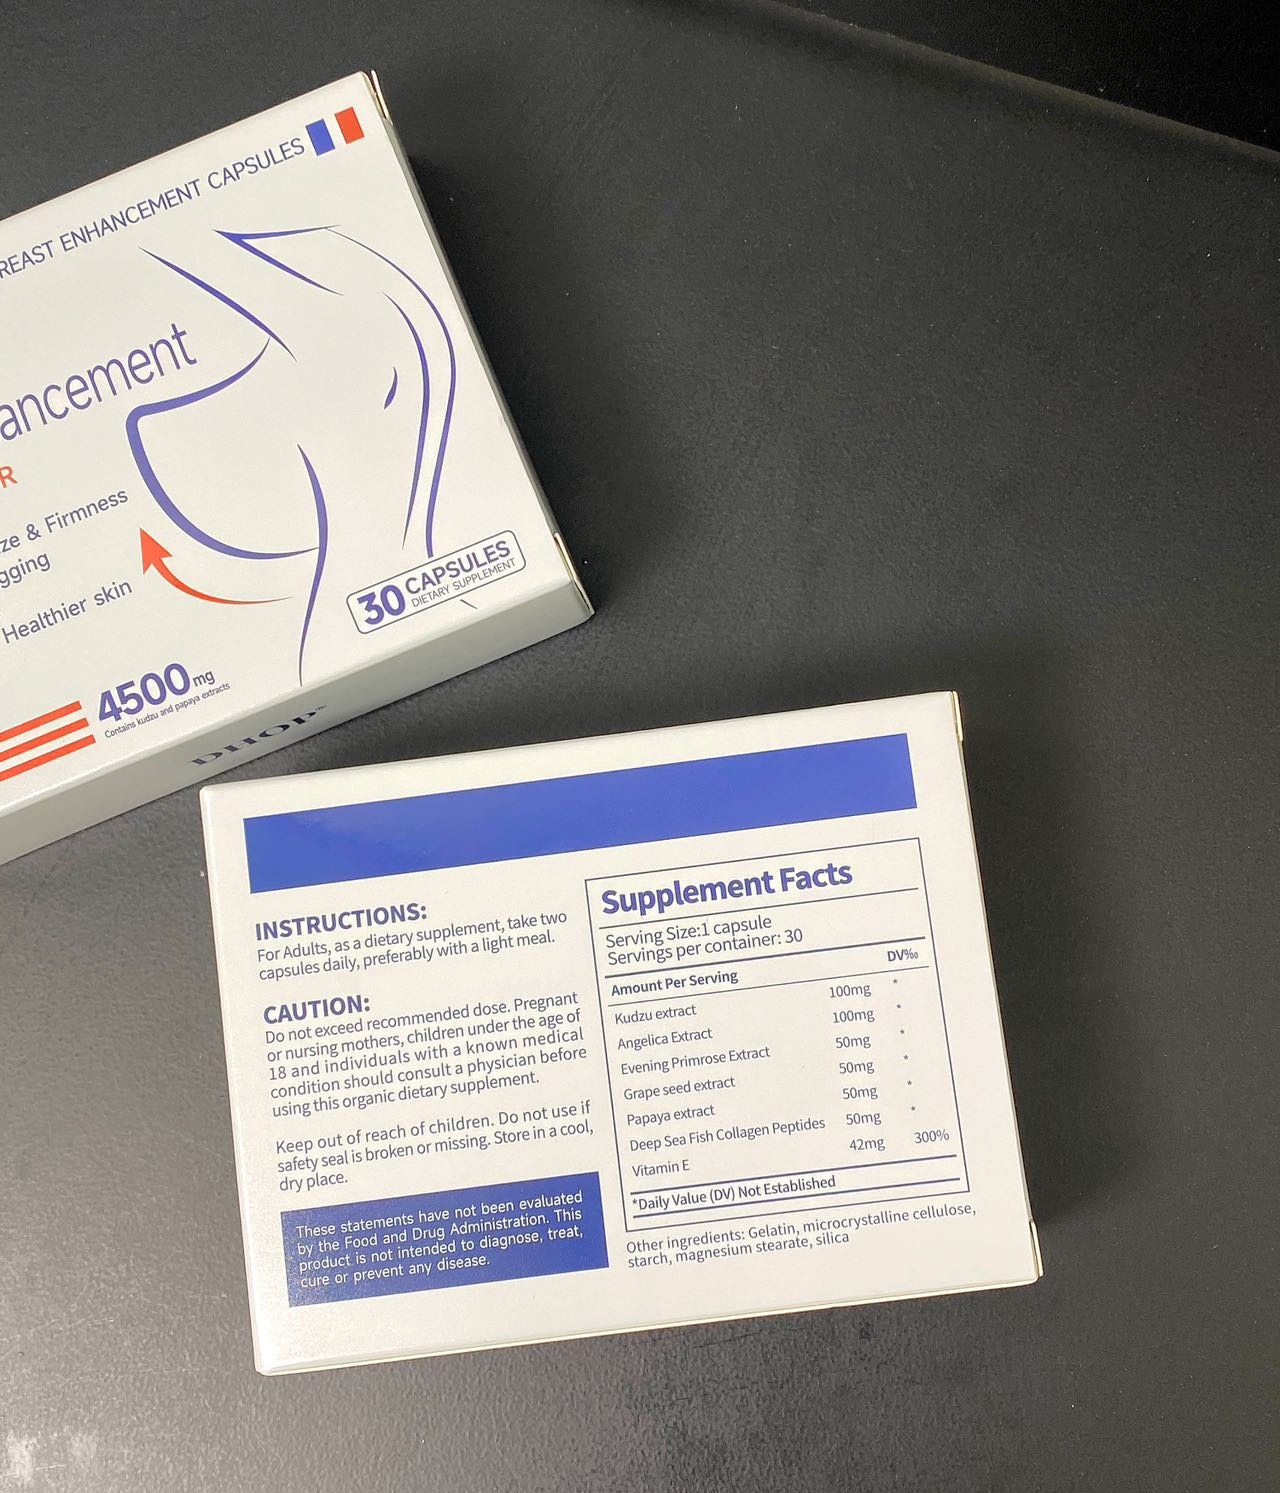 REAST ENHANCEMENT CAPSULES
ancement
R
ze & Firmness
gging
Healthier skin
30 CAPSULES
DIETARY SUPPLEMENT
4500mg
Contains kudzu and papaya extracts
DHOP®
INSTRUCTIONS:
For Adults, as a dietary supplement, take two
capsules daily, preferably with a light meal.
CAUTION:
Do not exceed recommended dose. Pregnant
or nursing mothers, children under the age of
18 and individuals with a known medical
condition should consult a physician before
using this organic dietary supplement.
Keep out of reach of children. Do not use if
safety seal is broken or missing. Store in a cool,
dry place.
These statements have not been evaluated
by the Food and Drug Administration. This
product is not intended to diagnose, treat,
cure or prevent any disease.
Supplement Facts
Serving Size:1 capsule
Servings per container: 30
Amount Per Serving DV‰
Kudzu extract 100mg *
Angelica Extract 100mg *
Evening Primrose Extract 50mg *
Grape seed extract 50mg *
Papaya extract 50mg *
Deep Sea Fish Collagen Peptides 50mg *
Vitamin E 42mg 300%
*Daily Value (DV) Not Established
Other ingredients: Gelatin, microcrystalline cellulose,
starch, magnesium stearate, silica